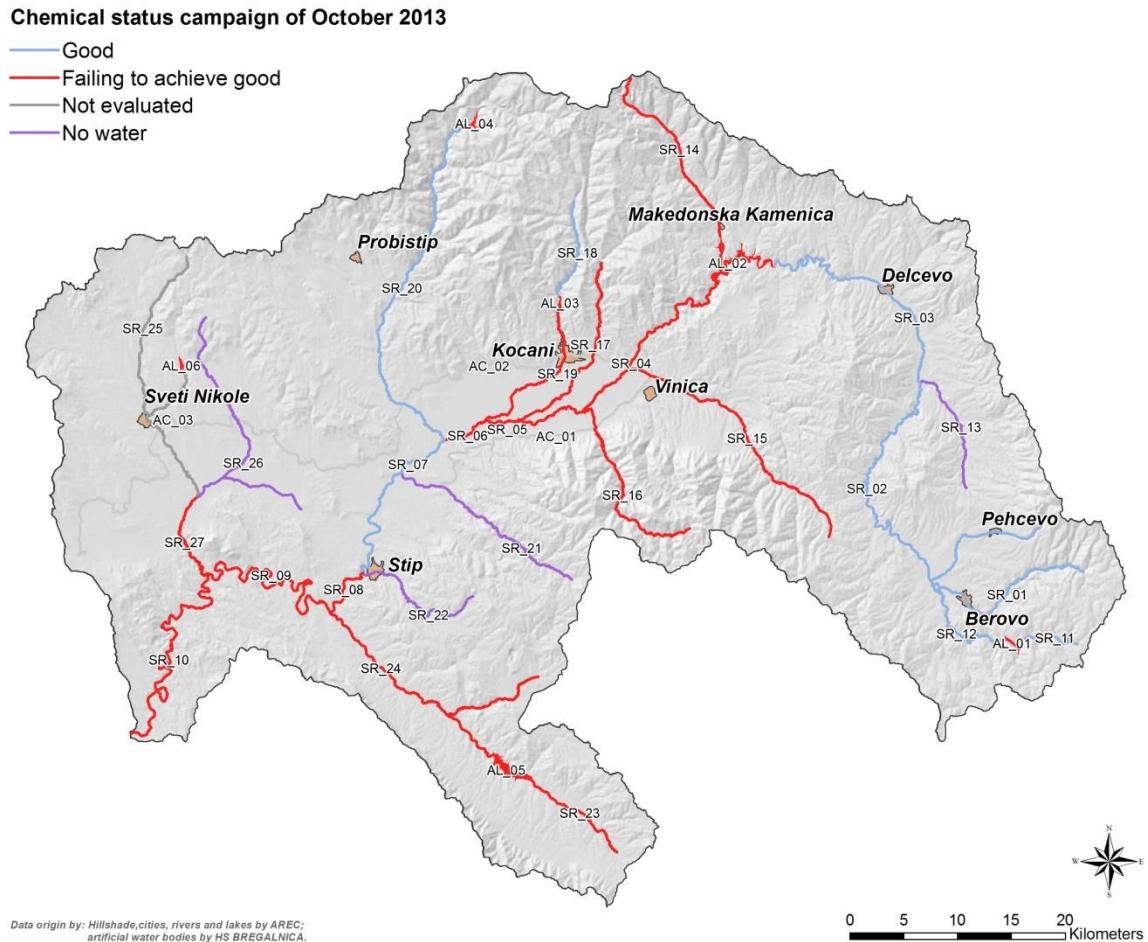 Chemical status campaign of October 2013
Good
Failing to achieve good
Not evaluated
No water
AL_04
SR_14
Makedonska Kamenica
Probistip
SR_18
AL_02
SR_20
Delcevo
AL_03
SR_03
SR_25
SR_17
Kocani
AL_06
AC_02
SR_19
SR_04
Vinica
Sveti Nikole
AC_03
SR_13
SR_06
SR_05
AC_01
SR_15
SR_26
SR_07
SR_02
SR_16
Pehcevo
SR_27
SR_21
SR_09
Stip
SR_08
SR_01
SR_22
Berovo
SR_12
AL_01
SR_11
SR_10
SR_24
AL_05
SR_23
N
W
E
S
Data origin by: Hillshade,cities, rivers and lakes by AREC;
artificial water bodies by HS BREGALNICA.
0 5 10 15 20
Kilometers